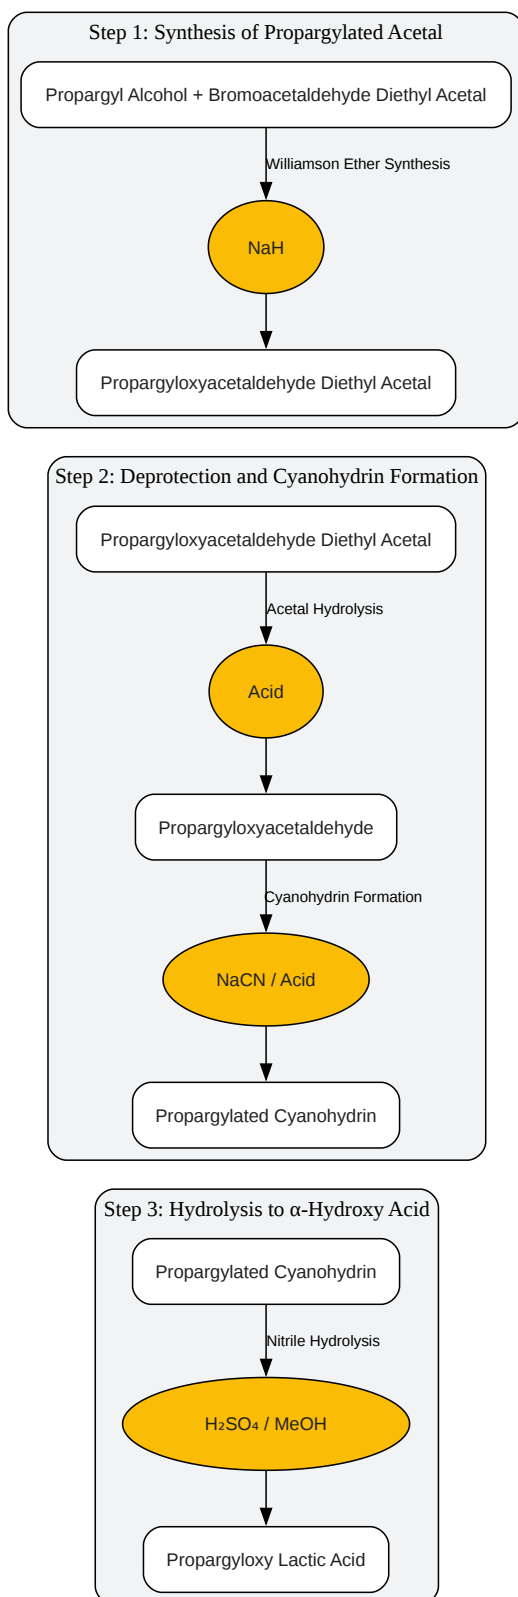 Step 1: Synthesis of Propargylated Acetal
Propargyl Alcohol + Bromoacetaldehyde Diethyl Acetal
Williamson Ether Synthesis
NaH
Propargyloxyacetaldehyde Diethyl Acetal
Step 2: Deprotection and Cyanohydrin Formation
Propargyloxyacetaldehyde Diethyl Acetal
Acetal Hydrolysis
Acid
Propargyloxyacetaldehyde
Cyanohydrin Formation
NaCN / Acid
Propargylated Cyanohydrin
Step 3: Hydrolysis to α-Hydroxy Acid
Propargylated Cyanohydrin
Nitrile Hydrolysis
H₂SO₄ / MeOH
Propargyloxy Lactic Acid